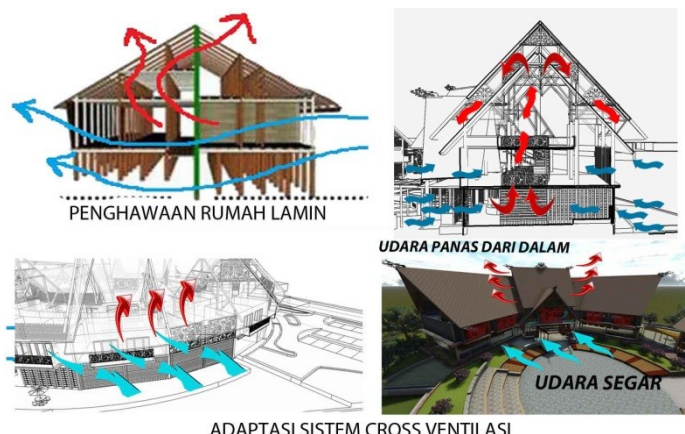 PENGHAWAAN RUMAH LAMIN
UDARA PANAS DARI DALAM
UDARA SEGAR
ADAPTASI SISTEM CROSS VENTILASI